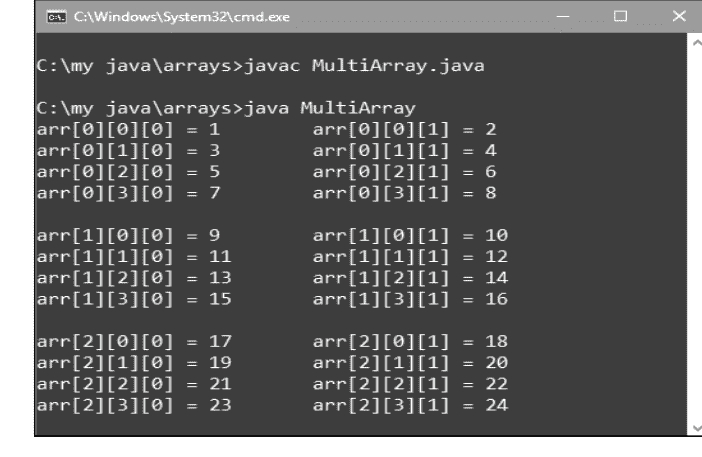 C:\Windows\System32\cmd.exe
C:\my java\arrays>javac MultiArray.java
C:\my java\arrays>java MultiArray
arr[0][0][0] = 1 arr[0][0][1] = 2
arr[0][1][0] = 3 arr[0][1][1] = 4
arr[0][2][0] = 5 arr[0][2][1] = 6
arr[0][3][0] = 7 arr[0][3][1] = 8
arr[1][0][0] = 9 arr[1][0][1] = 10
arr[1][1][0] = 11 arr[1][1][1] = 12
arr[1][2][0] = 13 arr[1][2][1] = 14
arr[1][3][0] = 15 arr[1][3][1] = 16
arr[2][0][0] = 17 arr[2][0][1] = 18
arr[2][1][0] = 19 arr[2][1][1] = 20
arr[2][2][0] = 21 arr[2][2][1] = 22
arr[2][3][0] = 23 arr[2][3][1] = 24